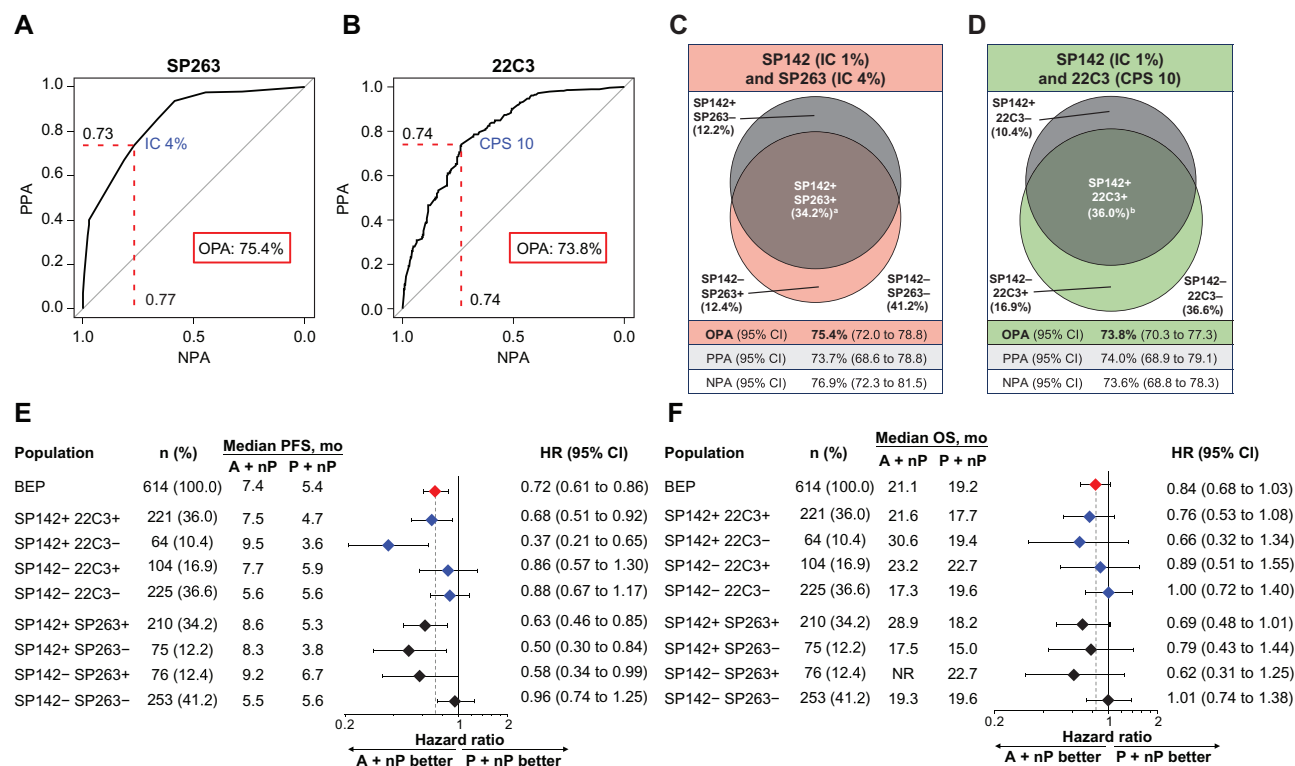 A
SP263
1.0
0.8
0.6
0.4
0.2
0.0
PPA
0.73
IC 4%
OPA: 75.4%
0.77
1.0
0.5
0.0
NPA
B
22C3
1.0
0.8
0.6
0.4
0.2
0.0
PPA
0.74
CPS 10
OPA: 73.8%
0.74
1.0
0.5
0.0
NPA
C
SP142 (IC 1%)
and SP263 (IC 4%)
SP142+
SP263–
(12.2%)
SP142+
SP263+
(34.2%)ᵃ
SP142–
SP263+
(12.4%)
SP142–
SP263–
(41.2%)
OPA (95% CI) 75.4% (72.0 to 78.8)
PPA (95% CI) 73.7% (68.6 to 78.8)
NPA (95% CI) 76.9% (72.3 to 81.5)
D
SP142 (IC 1%)
and 22C3 (CPS 10)
SP142+
22C3–
(10.4%)
SP142+
22C3+
(36.0%)ᵇ
SP142–
22C3+
(16.9%)
SP142–
22C3–
(36.6%)
OPA (95% CI) 73.8% (70.3 to 77.3)
PPA (95% CI) 74.0% (68.9 to 79.1)
NPA (95% CI) 73.6% (68.8 to 78.3)
E
Median PFS, mo
Population n (%) A + nP P + nP HR (95% CI)
BEP 614 (100.0) 7.4 5.4 0.72 (0.61 to 0.86)
SP142+ 22C3+ 221 (36.0) 7.5 4.7 0.68 (0.51 to 0.92)
SP142+ 22C3– 64 (10.4) 9.5 3.6 0.37 (0.21 to 0.65)
SP142– 22C3+ 104 (16.9) 7.7 5.9 0.86 (0.57 to 1.30)
SP142– 22C3– 225 (36.6) 5.6 5.6 0.88 (0.67 to 1.17)
SP142+ SP263+ 210 (34.2) 8.6 5.3 0.63 (0.46 to 0.85)
SP142+ SP263– 75 (12.2) 8.3 3.8 0.50 (0.30 to 0.84)
SP142– SP263+ 76 (12.4) 9.2 6.7 0.58 (0.34 to 0.99)
SP142– SP263– 253 (41.2) 5.5 5.6 0.96 (0.74 to 1.25)
0.2 1 2
Hazard ratio
A + nP better P + nP better
F
Median OS, mo
Population n (%) A + nP P + nP HR (95% CI)
BEP 614 (100.0) 21.1 19.2 0.84 (0.68 to 1.03)
SP142+ 22C3+ 221 (36.0) 21.6 17.7 0.76 (0.53 to 1.08)
SP142+ 22C3– 64 (10.4) 30.6 19.4 0.66 (0.32 to 1.34)
SP142– 22C3+ 104 (16.9) 23.2 22.7 0.89 (0.51 to 1.55)
SP142– 22C3– 225 (36.6) 17.3 19.6 1.00 (0.72 to 1.40)
SP142+ SP263+ 210 (34.2) 28.9 18.2 0.69 (0.48 to 1.01)
SP142+ SP263– 75 (12.2) 17.5 15.0 0.79 (0.43 to 1.44)
SP142– SP263+ 76 (12.4) NR 22.7 0.62 (0.31 to 1.25)
SP142– SP263– 253 (41.2) 19.3 19.6 1.01 (0.74 to 1.38)
0.2 1 2
Hazard ratio
A + nP better P + nP better